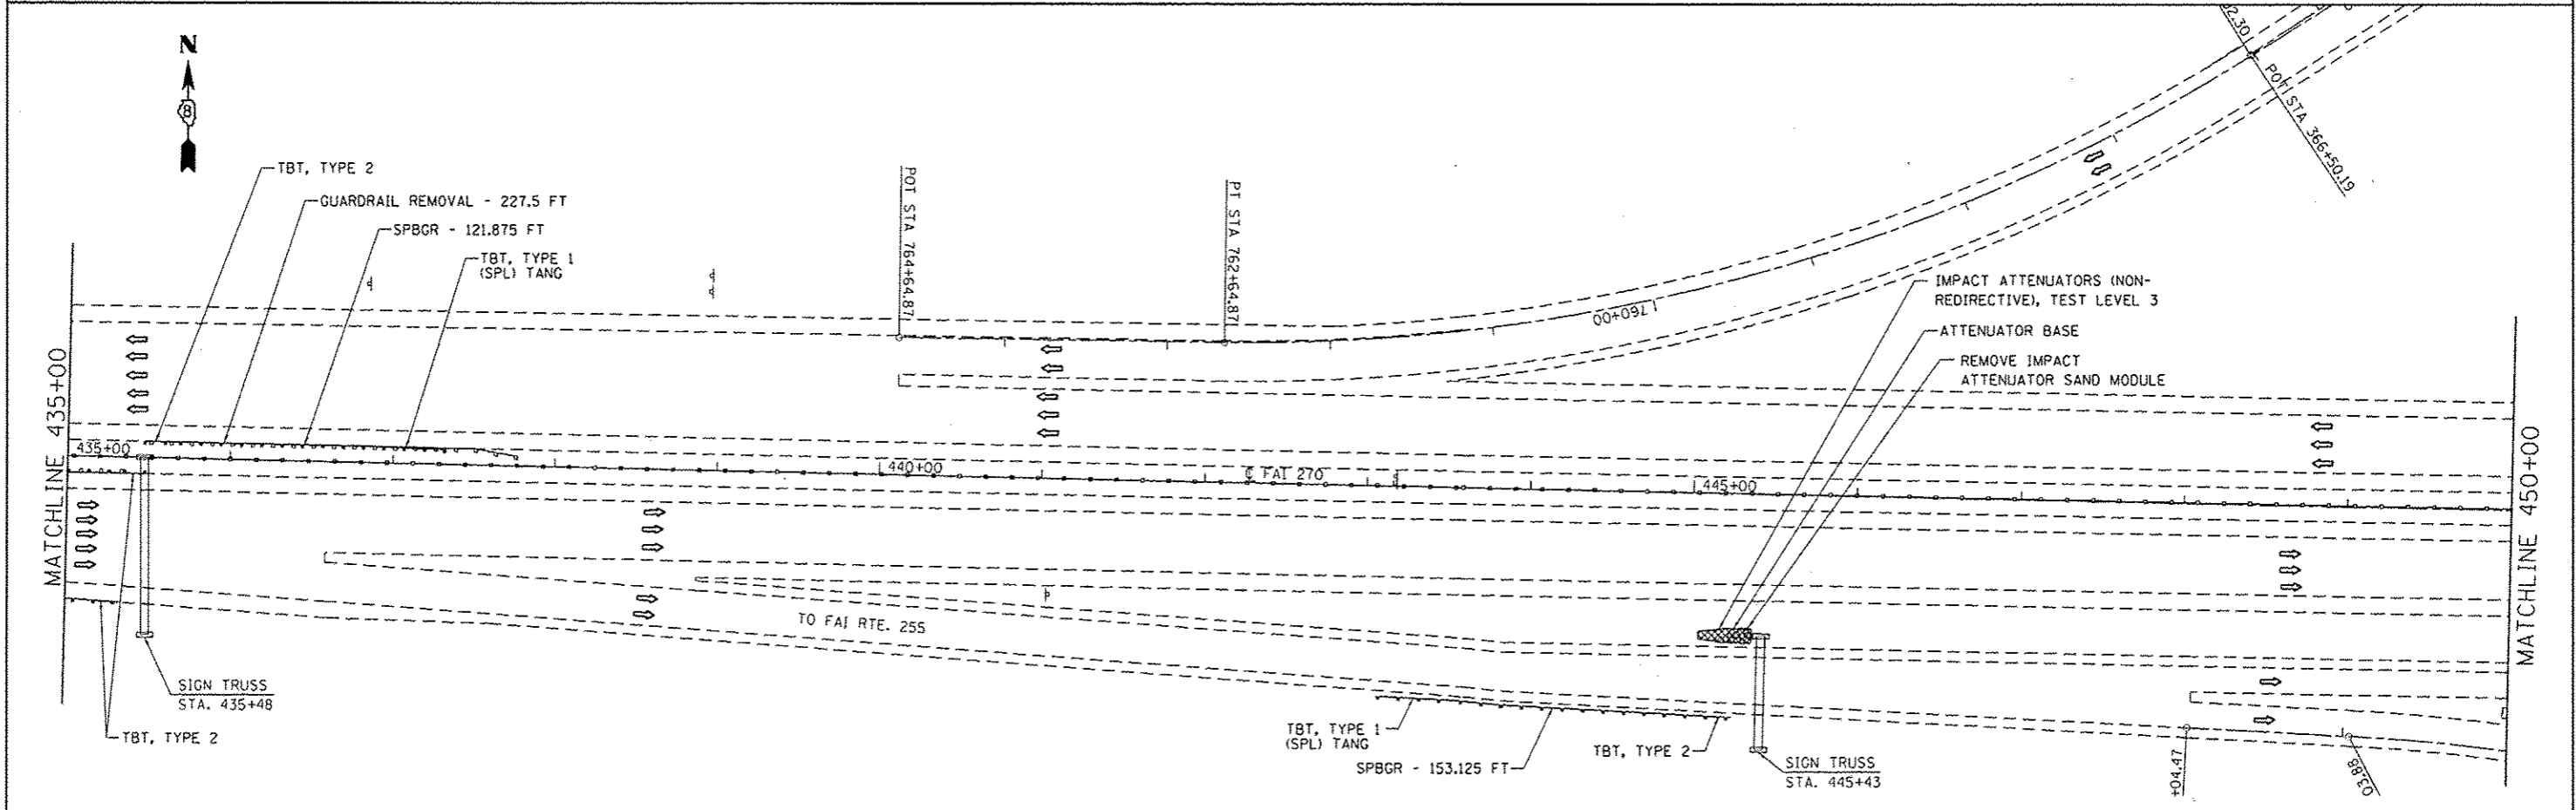 N
8
TBT, TYPE 2
GUARDRAIL REMOVAL - 227.5 FT
SPBGR - 121.875 FT
TBT, TYPE 1
(SPL) TANG
POT STA 764+64.87
PT STA 762+64.87
POT STA 366+50.19
760+00
IMPACT ATTENUATORS (NON-
REDIRECTIVE), TEST LEVEL 3
ATTENUATOR BASE
REMOVE IMPACT
ATTENUATOR SAND MODULE
MATCHLINE 435+00
435+00
440+00
℄ FAI 270
445+00
MATCHLINE 450+00
TO FAI RTE. 255
SIGN TRUSS
STA. 435+48
TBT, TYPE 2
TBT, TYPE 1
(SPL) TANG
SPBGR - 153.125 FT
TBT, TYPE 2
SIGN TRUSS
STA. 445+43
+04.47
03.88